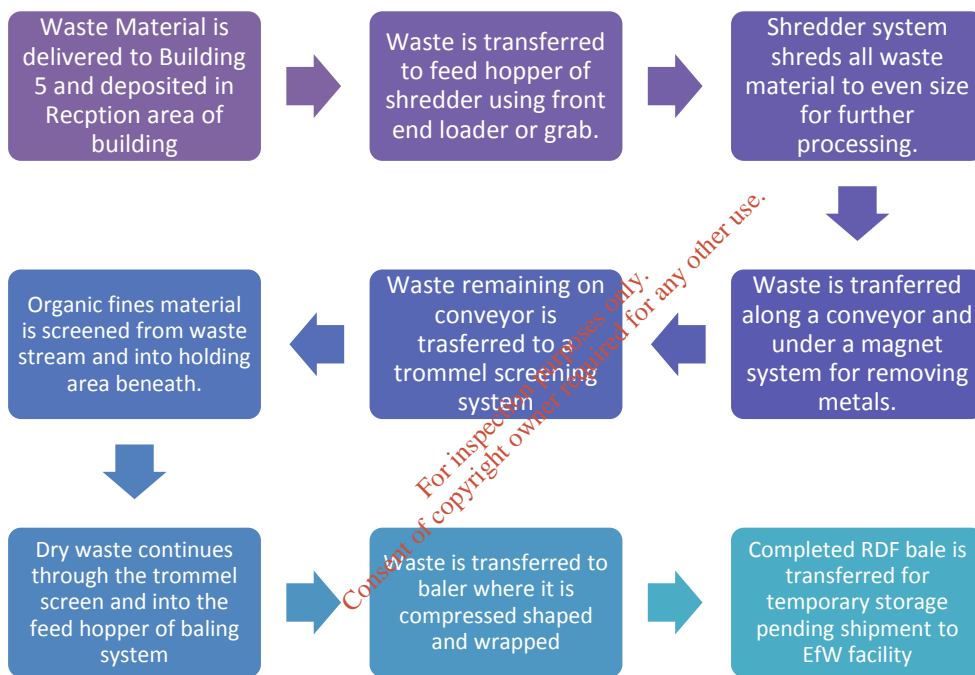 Waste Material is
delivered to Building
5 and deposited in
Recption area of
building
Waste is transferred
to feed hopper of
shredder using front
end loader or grab.
Shredder system
shreds all waste
material to even size
for further
processing.
Waste is tranferred
along a conveyor and
under a magnet
system for removing
metals.
Waste remaining on
conveyor is
trasferred to a
trommel screening
system
Organic fines material
is screened from waste
stream and into holding
area beneath.
Dry waste continues
through the trommel
screen and into the
feed hopper of baling
system
Waste is transferred to
baler where it is
compressed shaped
and wrapped
Completed RDF bale is
transferred for
temporary storage
pending shipment to
EfW facility
For inspection purposes only.
Consent of copyright owner required for any other use.